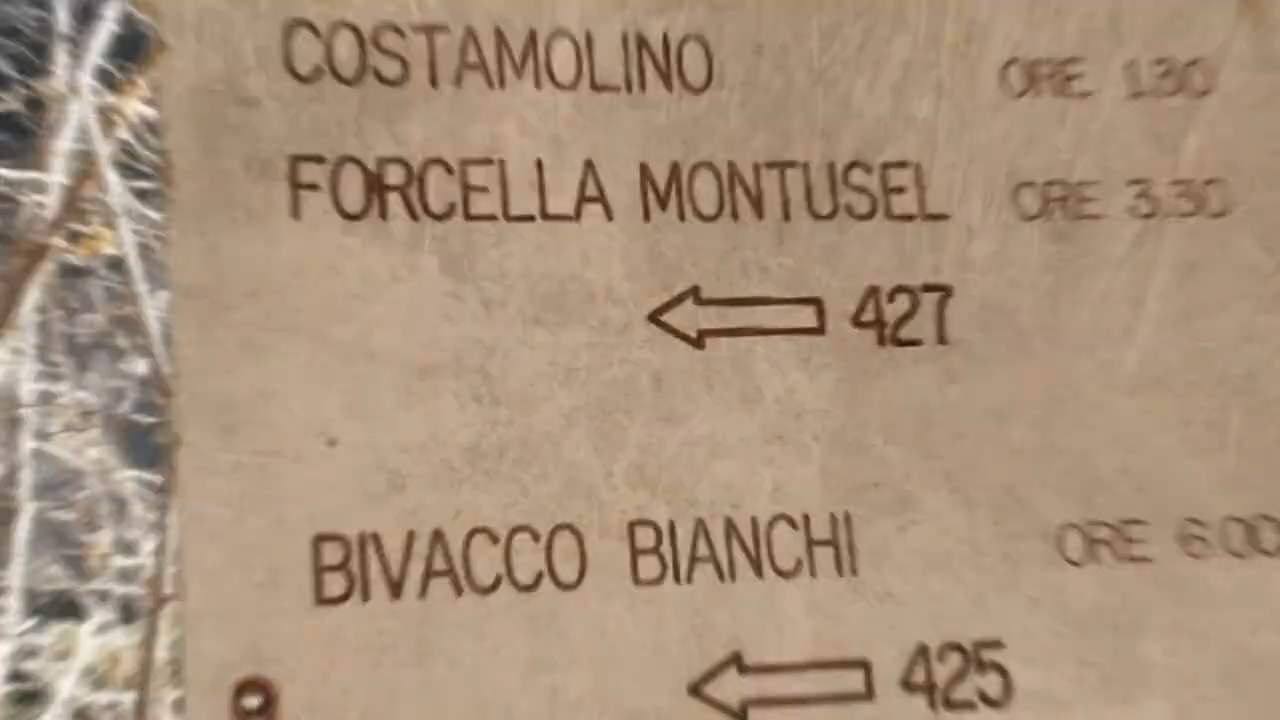 COSTAMOLINO ORE 1.30
FORCELLA MONTUSEL ORE 3.30
427
BIVACCO BIANCHI ORE 6.00
425